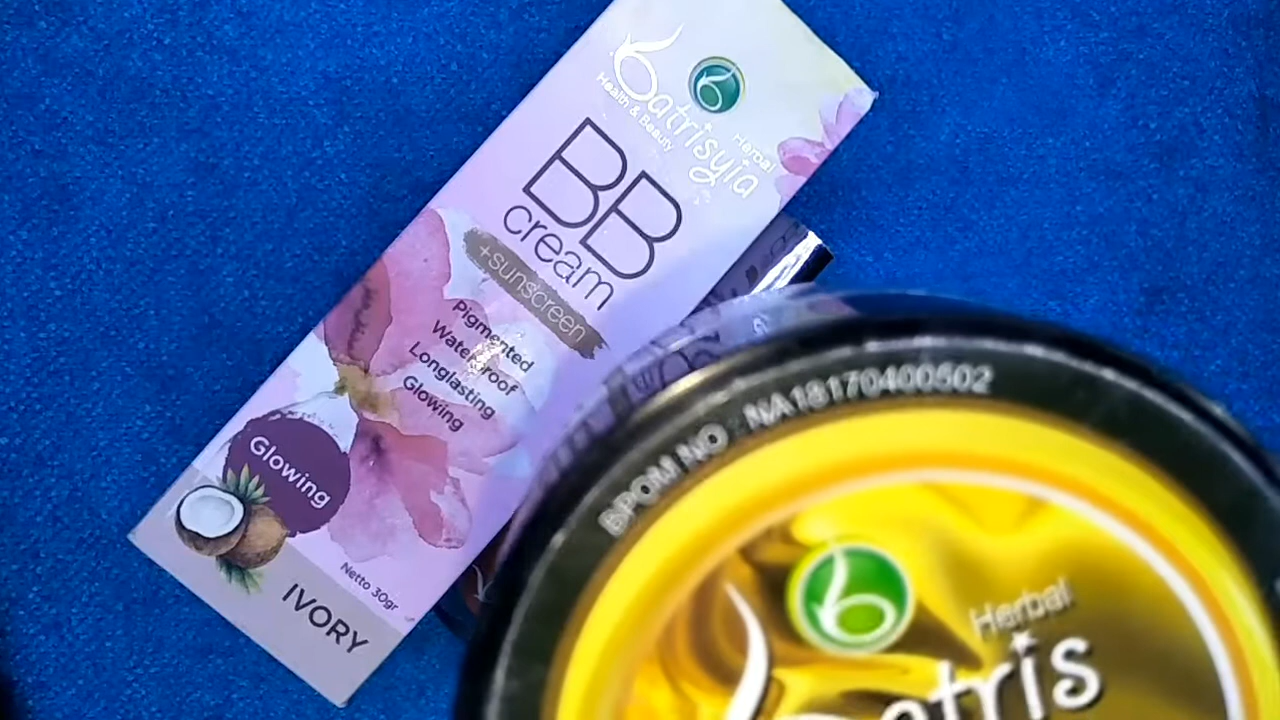 Batrisyia
Herbal
Health & Beauty
BB
cream
+sunscreen
Pigmented
Waterproof
Longlasting
Glowing
Glowing
Netto 30gr
IVORY
BPOM NO NA18170400502
Herbal
Batris